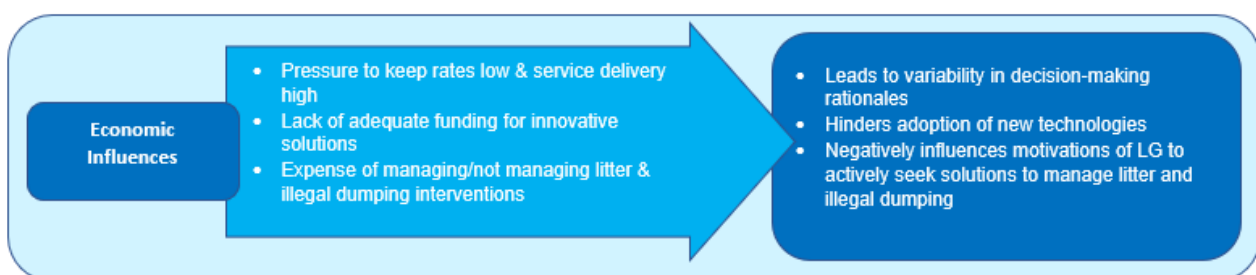 Economic
Influences
• Pressure to keep rates low & service delivery
high
• Lack of adequate funding for innovative
solutions
• Expense of managing/not managing litter &
illegal dumping interventions
• Leads to variability in decision-making
rationales
• Hinders adoption of new technologies
• Negatively influences motivations of LG to
actively seek solutions to manage litter and
illegal dumping